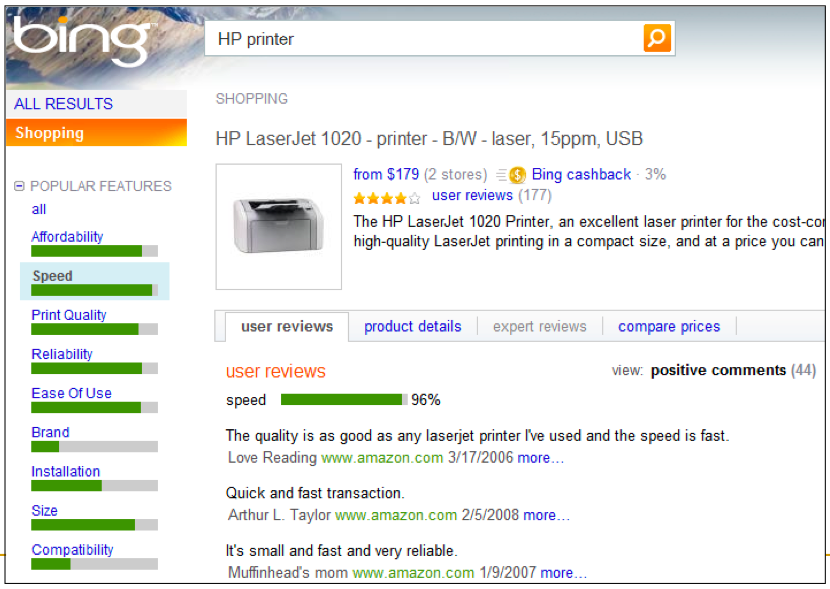 bing
HP printer
ALL RESULTS
Shopping
POPULAR FEATURES
all
Affordability
Speed
Print Quality
Reliability
Ease Of Use
Brand
Installation
Size
Compatibility
SHOPPING
HP LaserJet 1020 - printer - B/W - laser, 15ppm, USB
from $179 (2 stores) Bing cashback · 3%
user reviews (177)
The HP LaserJet 1020 Printer, an excellent laser printer for the cost-con
high-quality LaserJet printing in a compact size, and at a price you can
user reviews product details expert reviews compare prices
user reviews view: positive comments (44)
speed 96%
The quality is as good as any laserjet printer I've used and the speed is fast.
Love Reading www.amazon.com 3/17/2006 more...
Quick and fast transaction.
Arthur L. Taylor www.amazon.com 2/5/2008 more...
It's small and fast and very reliable.
Muffinhead's mom www.amazon.com 1/9/2007 more...